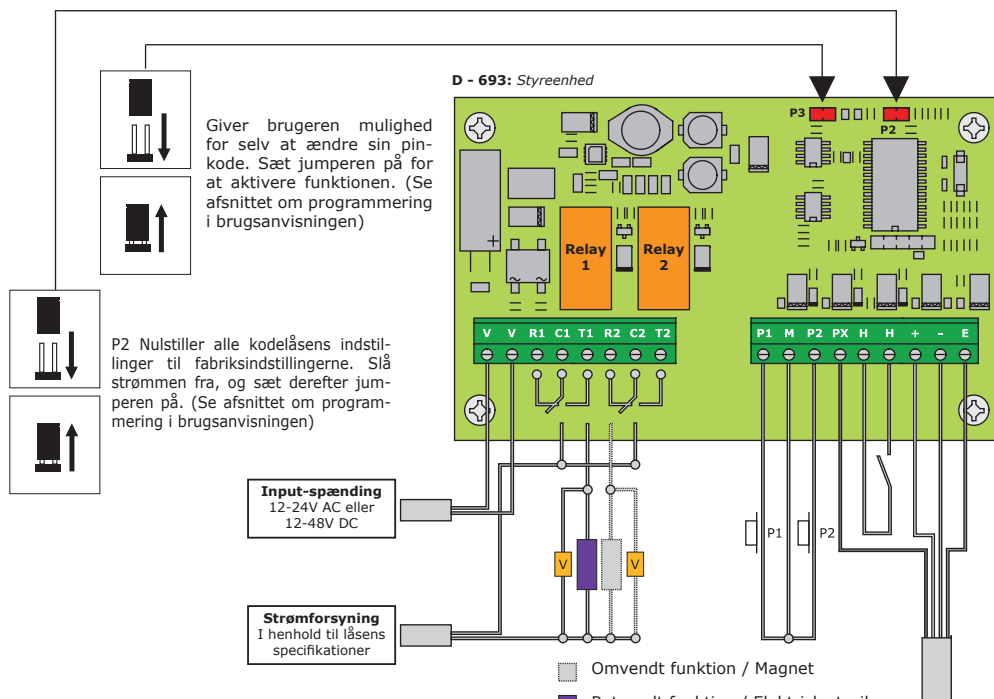 D - 693: Styreenhed
P3
P2
Giver brugeren mulighed
for selv at ændre sin pin-
kode. Sæt jumperen på for
at aktivere funktionen. (Se
afsnittet om programmering
i brugsanvisningen)
Relay
1
Relay
2
+
P2 Nulstiller alle kodelåsens indstil-
linger til fabriksindstillingerne. Slå
strømmen fra, og sæt derefter jum-
peren på. (Se afsnittet om program-
mering i brugsanvisningen)
V V R1 C1 T1 R2 C2 T2
P1 M P2 PX H H + - E
Input-spænding
12-24V AC eller
12-48V DC
P1
P2
V
V
Strømforsyning
I henhold til låsens
specifikationer
Omvendt funktion / Magnet